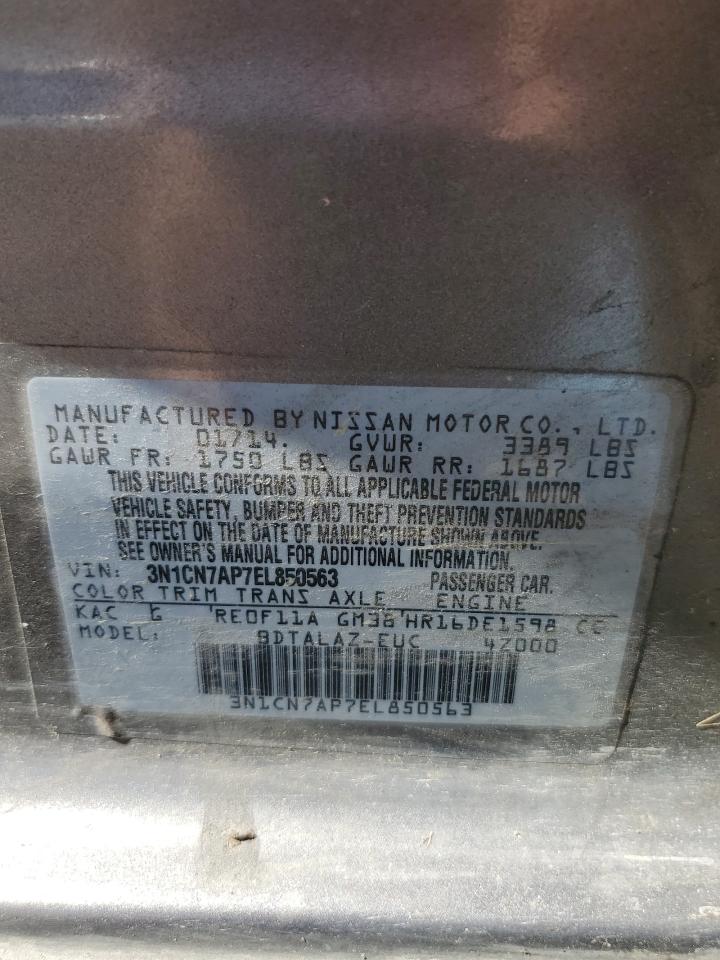 MANUFACTURED BY NISSAN MOTOR CO., LTD.
DATE: 01/14. GVWR: 3389 LBS
GAWR FR: 1750 LBS GAWR RR: 1687 LBS
THIS VEHICLE CONFORMS TO ALL APPLICABLE FEDERAL MOTOR
VEHICLE SAFETY, BUMPER AND THEFT PREVENTION STANDARDS
IN EFFECT ON THE DATE OF MANUFACTURE SHOWN ABOVE.
SEE OWNER'S MANUAL FOR ADDITIONAL INFORMATION.
VIN: 3N1CN7AP7EL850563 PASSENGER CAR.
COLOR TRIM TRANS AXLE ENGINE
KAC G RE0F11A GM38 HR16DE1598 CC
MODEL: BDTALAZ-EUC 47000
3N1CN7AP7EL850563